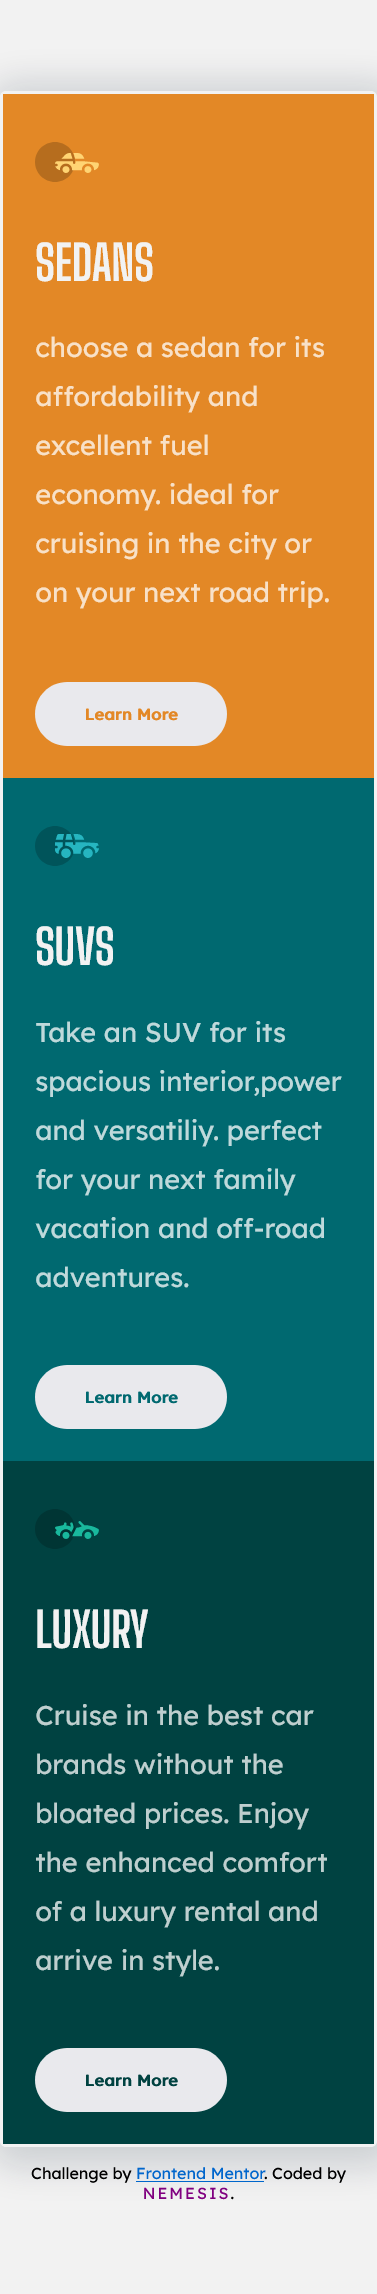 SEDANS
choose a sedan for its
affordability and
excellent fuel
economy. ideal for
cruising in the city or
on your next road trip.
Learn More
SUVS
Take an SUV for its
spacious interior,power
and versatiliy. perfect
for your next family
vacation and off-road
adventures.
Learn More
LUXURY
Cruise in the best car
brands without the
bloated prices. Enjoy
the enhanced comfort
of a luxury rental and
arrive in style.
Learn More
Challenge by Frontend Mentor. Coded by
NEMESIS.